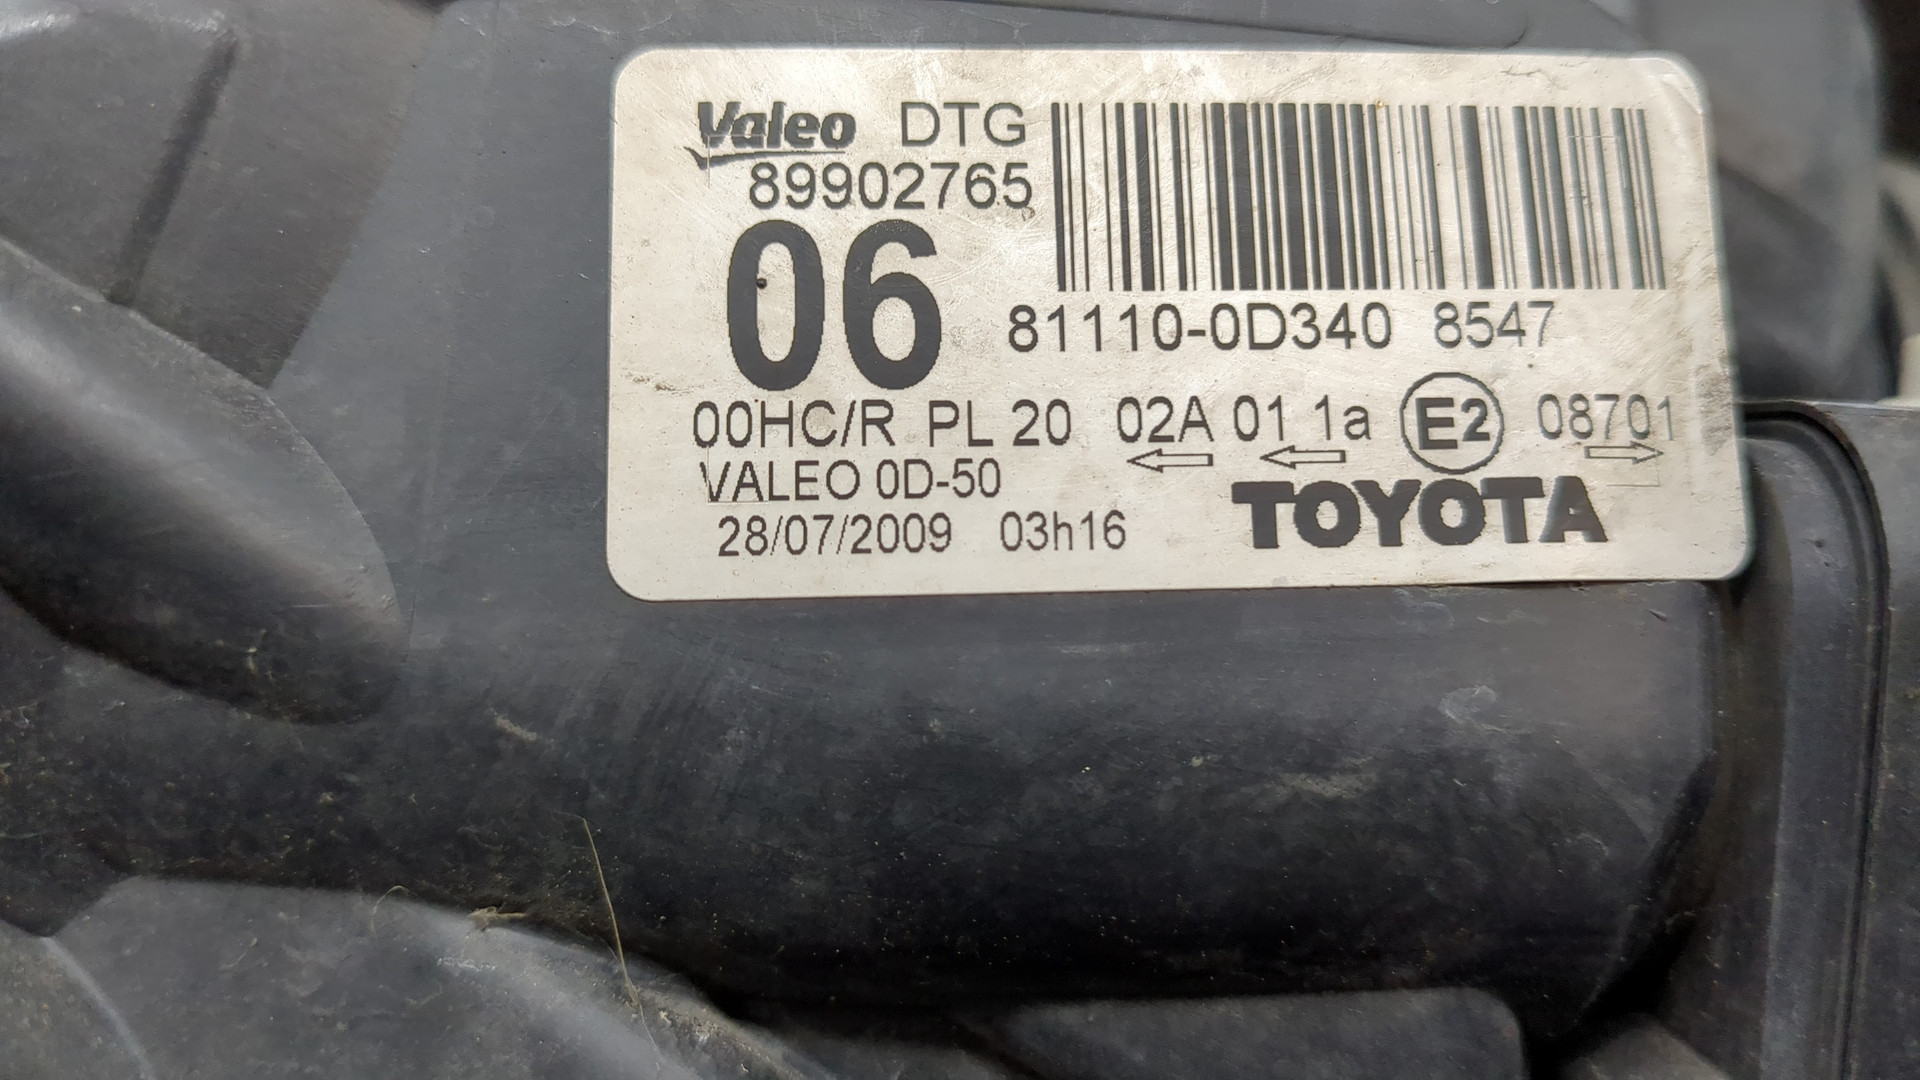 Valeo DTG
89902765
06
81110-0D340 8547
00HC/R PL 20 02A 01 1a E2 08701
VALEO 0D-50
28/07/2009 03h16 TOYOTA